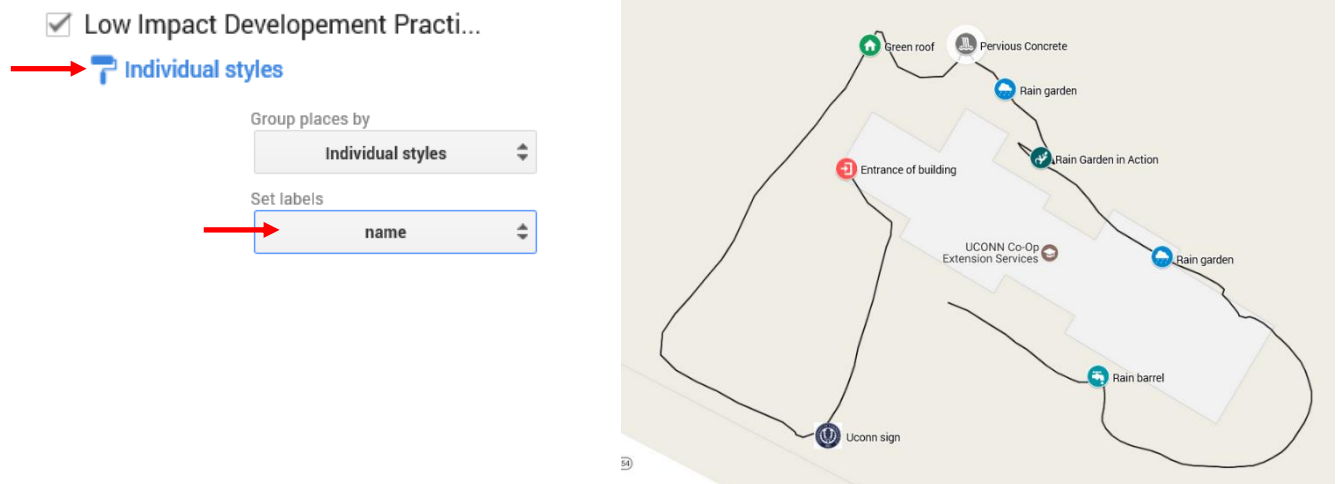 Low Impact Developement Practi...
Individual styles
Group places by
Individual styles
Set labels
name
Green roof
Pervious Concrete
Rain garden
Rain Garden in Action
Entrance of building
UCONN Co-Op
Extension Services
Rain garden
Rain barrel
Uconn sign
54